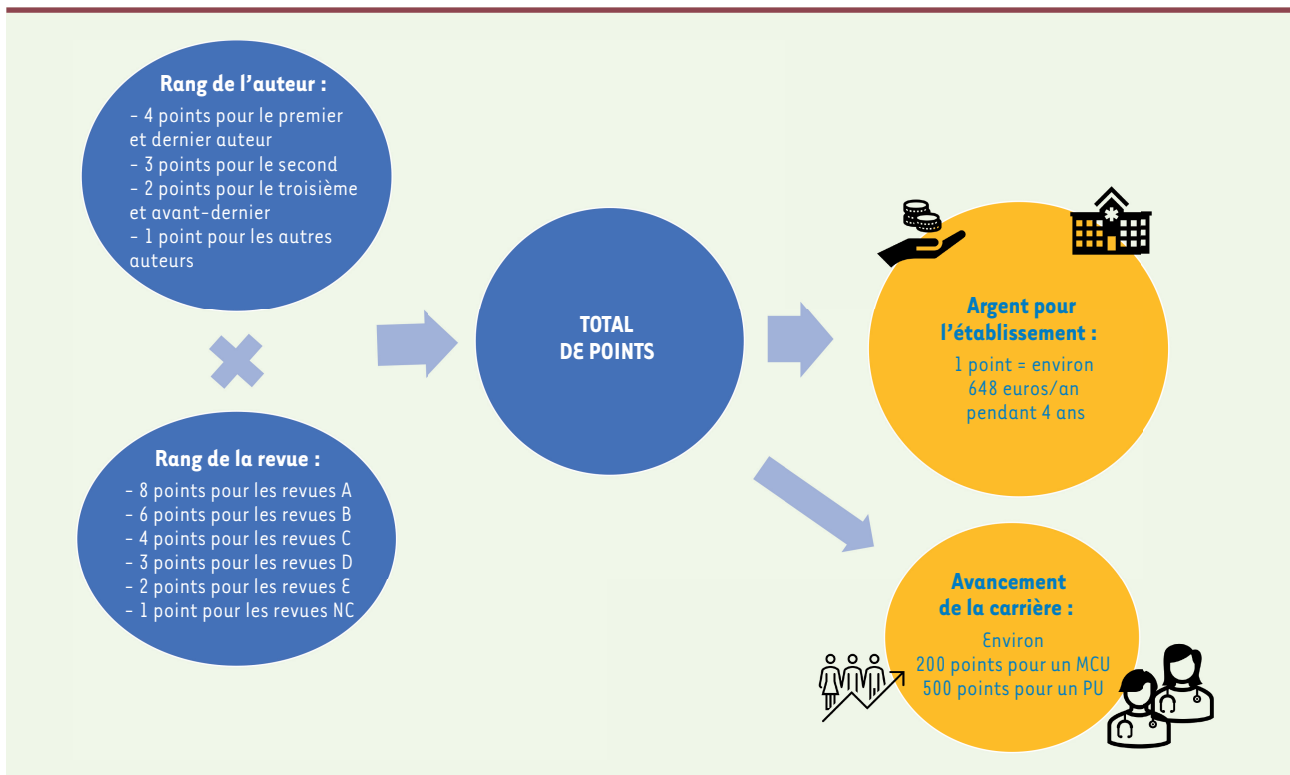 Rang de l'auteur :
- 4 points pour le premier
et dernier auteur
- 3 points pour le second
- 2 points pour le troisième
et avant-dernier
- 1 point pour les autres
auteurs
Rang de la revue :
- 8 points pour les revues A
- 6 points pour les revues B
- 4 points pour les revues C
- 3 points pour les revues D
- 2 points pour les revues E
- 1 point pour les revues NC
TOTAL
DE POINTS
Argent pour
l'établissement :
1 point = environ
648 euros/an
pendant 4 ans
Avancement
de la carrière :
Environ
200 points pour un MCU
500 points pour un PU